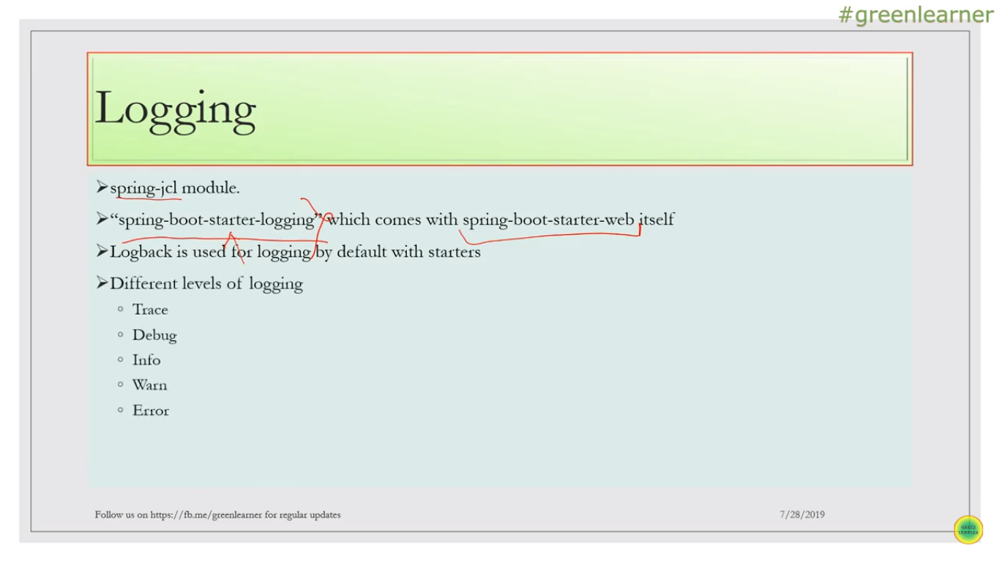 #greenlearner
Logging
➢spring-jcl module.
➢“spring-boot-starter-logging” which comes with spring-boot-starter-web itself
➢Logback is used for logging by default with starters
➢Different levels of logging
◦ Trace
◦ Debug
◦ Info
◦ Warn
◦ Error
Follow us on https://fb.me/greenlearner for regular updates
7/28/2019
GREEN
LEARNER